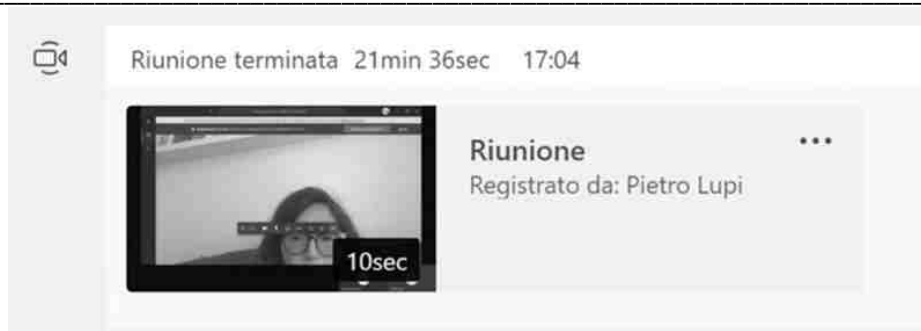 Riunione terminata 21min 36sec 17:04
Riunione
Registrato da: Pietro Lupi
10sec